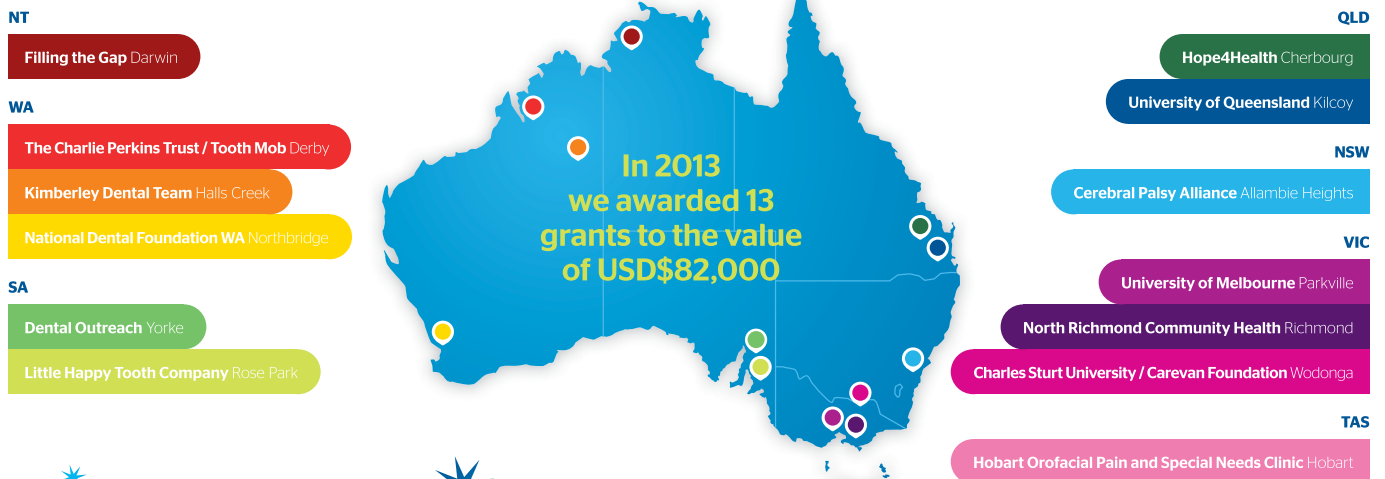 NT
Filling the Gap Darwin
WA
The Charlie Perkins Trust / Tooth Mob Derby
Kimberley Dental Team Halls Creek
National Dental Foundation WA Northbridge
SA
Dental Outreach Yorke
Little Happy Tooth Company Rose Park
In 2013
we awarded 13
grants to the value
of USD$82,000
QLD
Hope4Health Cherbourg
University of Queensland Kilcoy
NSW
Cerebral Palsy Alliance Allambie Heights
VIC
University of Melbourne Parkville
North Richmond Community Health Richmond
Charles Sturt University / Carevan Foundation Wodonga
TAS
Hobart Orofacial Pain and Special Needs Clinic Hobart